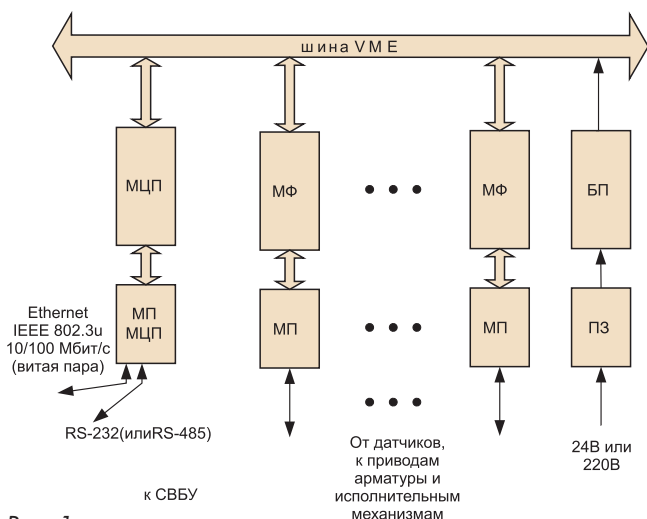 шина VME
МЦП
МФ
МФ
БП
МП
МЦП
МП
МП
ПЗ
Ethernet
IEEE 802.3u
10/100 Мбит/с
(витая пара)
RS-232(илиRS-485)
к СВБУ
От датчиков,
к приводам
арматуры и
исполнительным
механизмам
24В или
220В